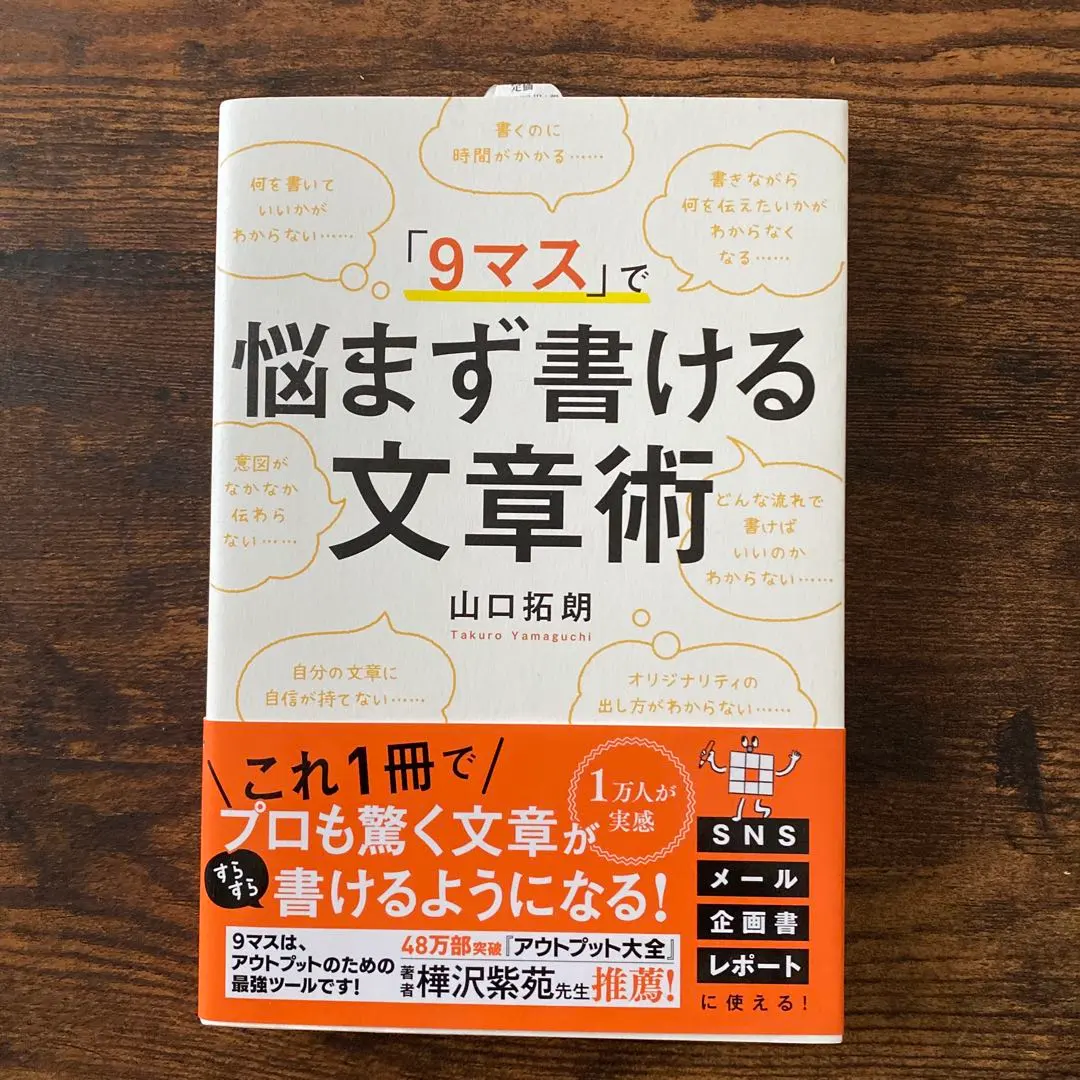 定価
書くのに
時間がかかる……
何を書いて
いいかが
わからない……
書きながら
何を伝えたいかが
わからなく
なる……
「9マス」で
悩まず書ける
文章術
意図が
なかなか
伝わら
ない……
どんな流れで
書けば
いいのか
わからない……
山口拓朗
Takuro Yamaguchi
自分の文章に
自信が持てない……
オリジナリティの
出し方がわからない……
これ1冊で
プロも驚く文章が
すら
すら
書けるようになる!
1万人が
実感
SNS
メール
企画書
レポート
に使える!
9マスは、
アウトプットのための
最強ツールです!
48万部突破『アウトプット大全』
著者 樺沢紫苑先生 推薦!